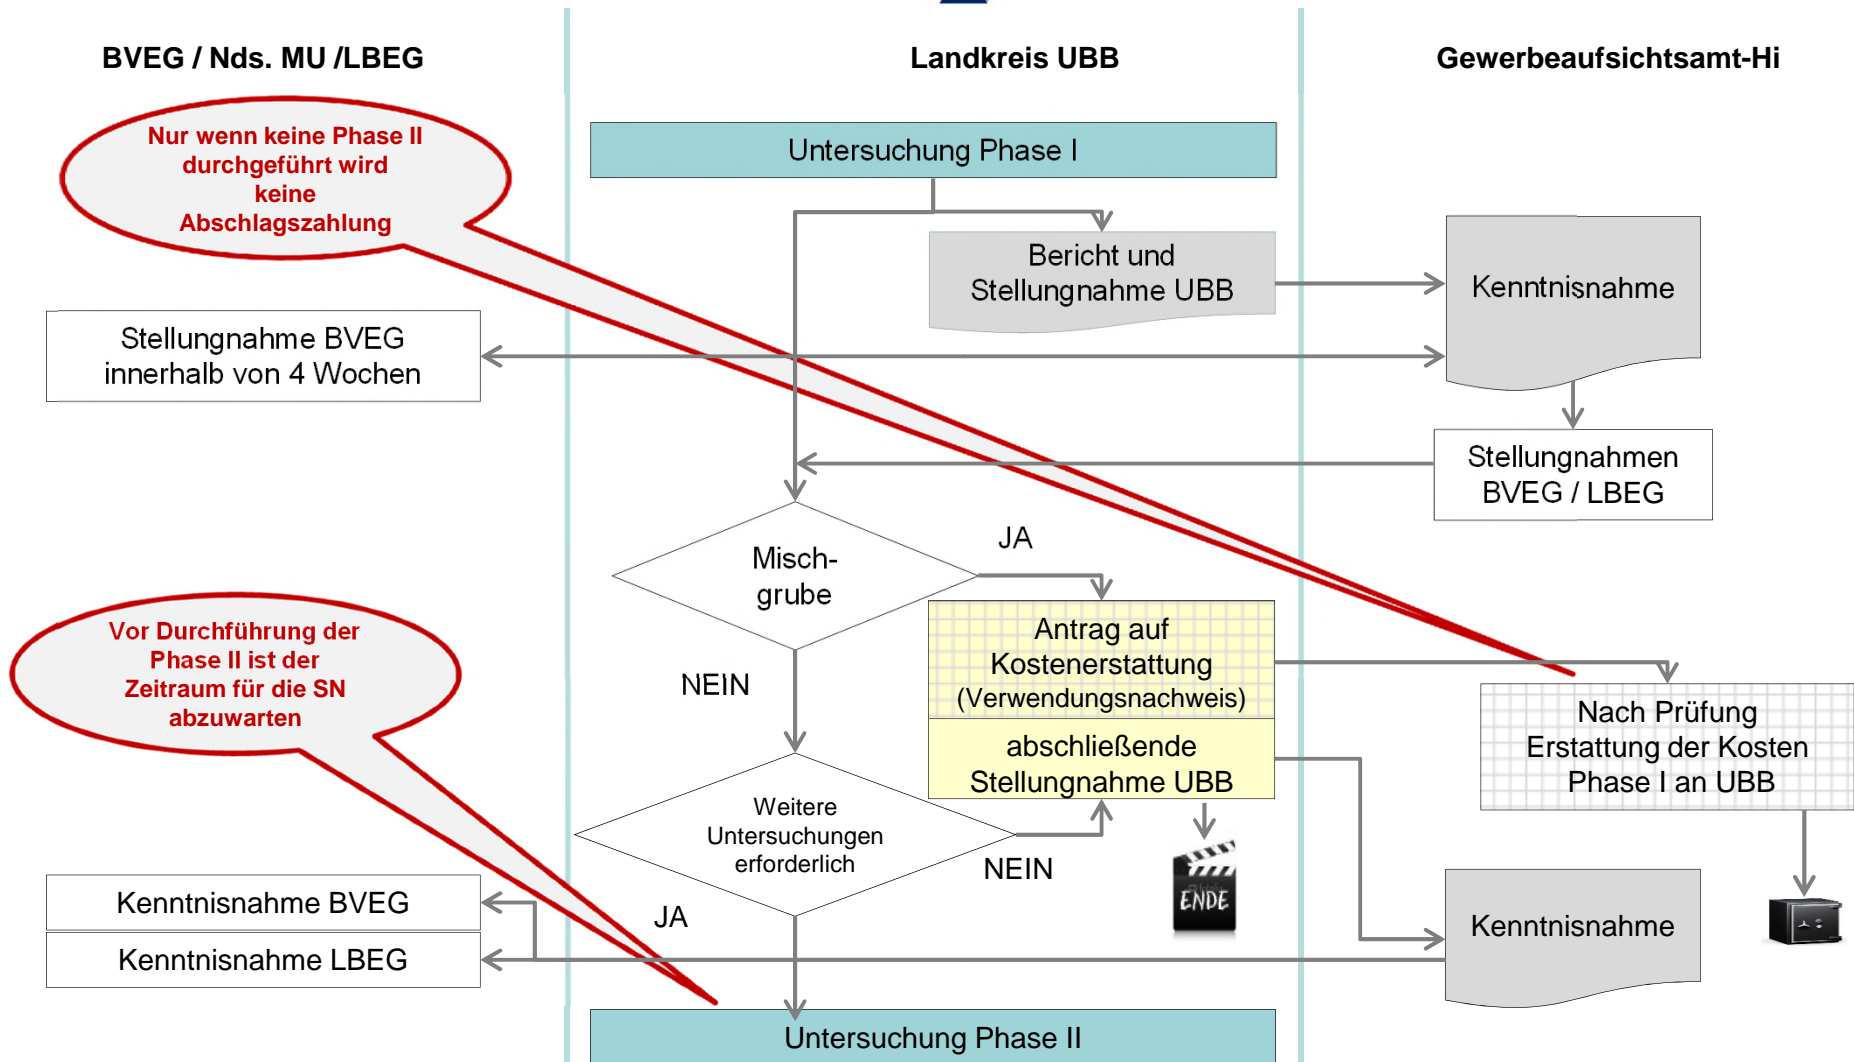 BVEG / Nds. MU /LBEG
Landkreis UBB
Gewerbeaufsichtsamt-Hi
Nur wenn keine Phase II
durchgeführt wird
keine
Abschlagszahlung
Untersuchung Phase I
Bericht und
Stellungnahme UBB
Kenntnisnahme
Stellungnahme BVEG
innerhalb von 4 Wochen
Stellungnahmen
BVEG / LBEG
Misch-
grube
JA
NEIN
Antrag auf
Kostenerstattung
(Verwendungsnachweis)
abschließende
Stellungnahme UBB
Nach Prüfung
Erstattung der Kosten
Phase I an UBB
Vor Durchführung der
Phase II ist der
Zeitraum für die SN
abzuwarten
Weitere
Untersuchungen
erforderlich
NEIN
JA
ENDE
Kenntnisnahme BVEG
Kenntnisnahme LBEG
Kenntnisnahme
Untersuchung Phase II